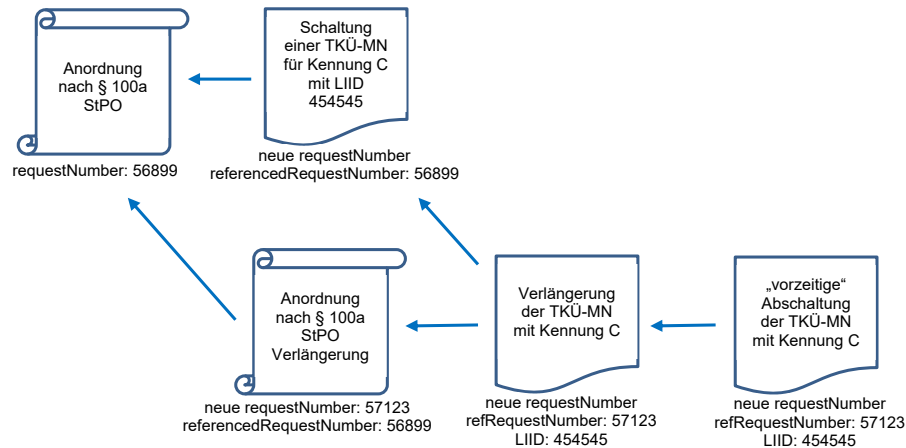 Anordnung
nach § 100a
StPO
requestNumber: 56899
Schaltung
einer TKÜ-MN
für Kennung C
mit LIID
454545
neue requestNumber
referencedRequestNumber: 56899
Anordnung
nach § 100a
StPO
Verlängerung
neue requestNumber: 57123
referencedRequestNumber: 56899
Verlängerung
der TKÜ-MN
mit Kennung C
neue requestNumber
refRequestNumber: 57123
LIID: 454545
„vorzeitige“
Abschaltung
der TKÜ-MN
mit Kennung C
neue requestNumber
refRequestNumber: 57123
LIID: 454545